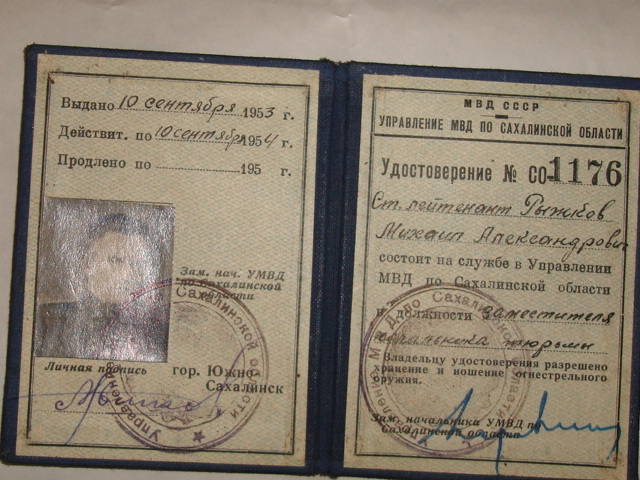 Выдано 10 сентября 1953 г.
Действит. по 10 сентября 1954 г.
Продлено по 195 г.
Зам. нач. УМВД
по Сахалинской
области
Личная подпись
гор. Южно-
Сахалинск
Сахалинской области
Управлен
МВД СССР
УПРАВЛЕНИЕ МВД ПО САХАЛИНСКОЙ ОБЛАСТИ
Удостоверение № СО-1176
Ст. лейтенант Рыжков
Михаил Александрович
состоит на службе в Управлении
МВД по Сахалинской области
в должности заместителя
начальника тюрьмы
Владельцу удостоверения разрешено
хранение и ношение огнестрельного
оружия.
Зам. начальника УМВД по
Сахалинской области